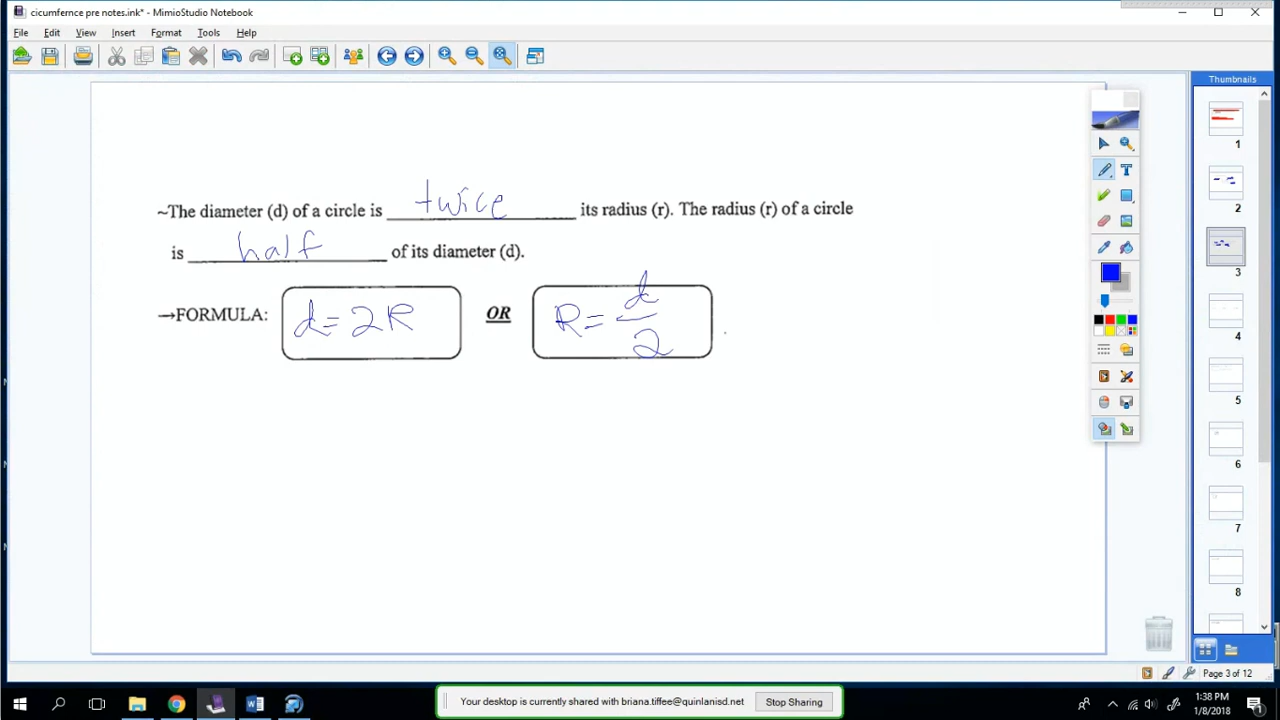 cicumfernce pre notes.ink* - MimioStudio Notebook
File Edit View Insert Format Tools Help
Thumbnails
~The diameter (d) of a circle is twice its radius (r). The radius (r) of a circle
is half of its diameter (d).
→FORMULA: d=2R OR R=d/2
1
2
3
4
5
6
7
8
Page 3 of 12
Your desktop is currently shared with briana.tiffee@quinlanisd.net Stop Sharing
1:38 PM
1/8/2018